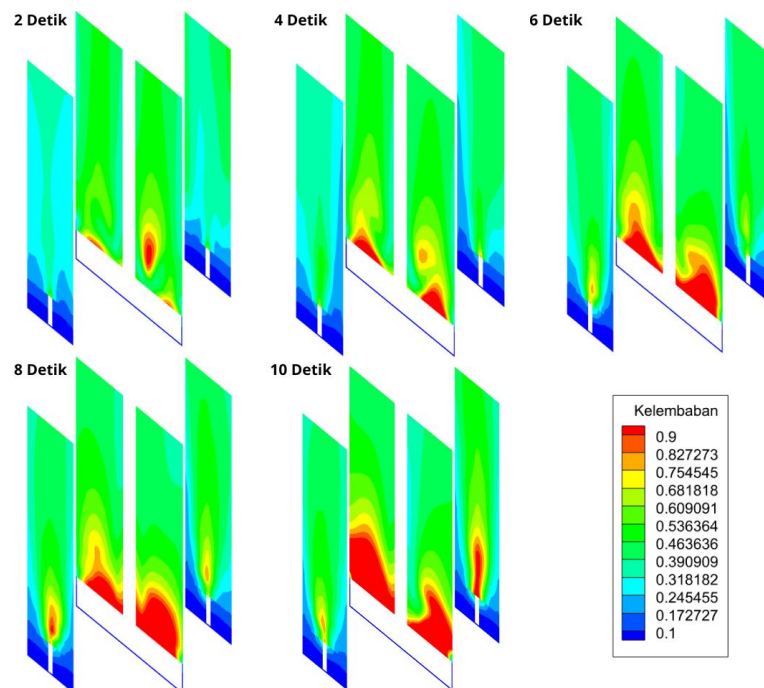 2 Detik
4 Detik
6 Detik
8 Detik
10 Detik
Kelembaban
0.9
0.827273
0.754545
0.681818
0.609091
0.536364
0.463636
0.390909
0.318182
0.245455
0.172727
0.1